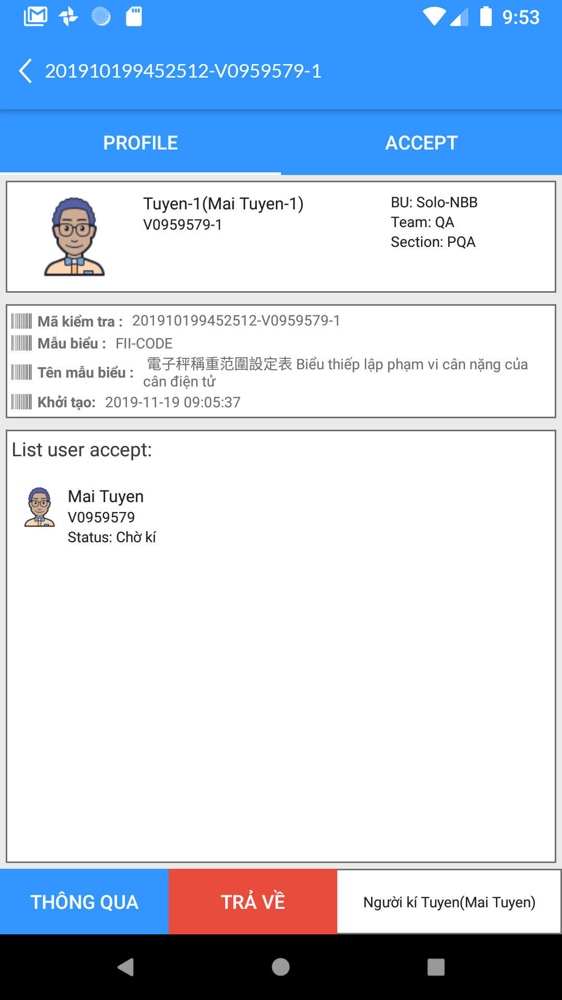 9:53
201910199452512-V0959579-1
PROFILE
ACCEPT
Tuyen-1(Mai Tuyen-1)
V0959579-1
BU: Solo-NBB
Team: QA
Section: PQA
Mã kiểm tra : 201910199452512-V0959579-1
Mẫu biểu : FII-CODE
Tên mẫu biểu : 電子秤稱重范圍設定表 Biểu thiếp lập phạm vi cân nặng của
cân điện tử
Khởi tạo: 2019-11-19 09:05:37
List user accept:
Mai Tuyen
V0959579
Status: Chờ kí
THÔNG QUA
TRẢ VỀ
Người kí Tuyen(Mai Tuyen)